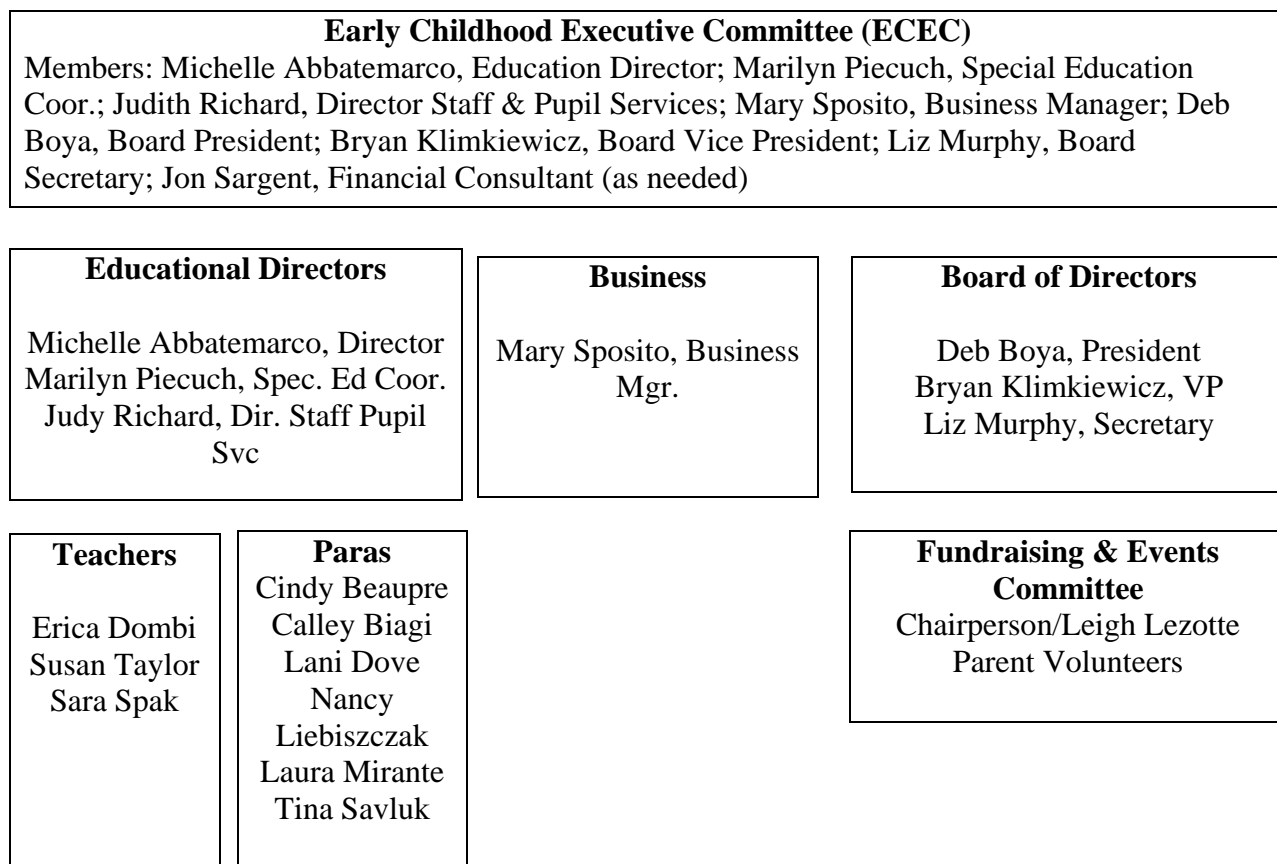 Early Childhood Executive Committee (ECEC)
Members: Michelle Abbatemarco, Education Director; Marilyn Piecuch, Special Education
Coor.; Judith Richard, Director Staff & Pupil Services; Mary Sposito, Business Manager; Deb
Boya, Board President; Bryan Klimkiewicz, Board Vice President; Liz Murphy, Board
Secretary; Jon Sargent, Financial Consultant (as needed)
Educational Directors
Michelle Abbatemarco, Director
Marilyn Piecuch, Spec. Ed Coor.
Judy Richard, Dir. Staff Pupil
Svc
Business
Mary Sposito, Business
Mgr.
Board of Directors
Deb Boya, President
Bryan Klimkiewicz, VP
Liz Murphy, Secretary
Teachers
Erica Dombi
Susan Taylor
Sara Spak
Paras
Cindy Beaupre
Calley Biagi
Lani Dove
Nancy
Liebiszczak
Laura Mirante
Tina Savluk
Fundraising & Events
Committee
Chairperson/Leigh Lezotte
Parent Volunteers